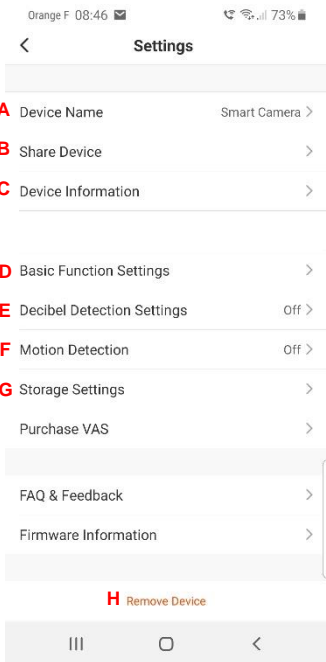 Orange F 08:46 73%
Settings
A Device Name Smart Camera >
B Share Device >
C Device Information >
D Basic Function Settings >
E Decibel Detection Settings Off >
F Motion Detection Off >
G Storage Settings >
Purchase VAS >
FAQ & Feedback >
Firmware Information >
H Remove Device